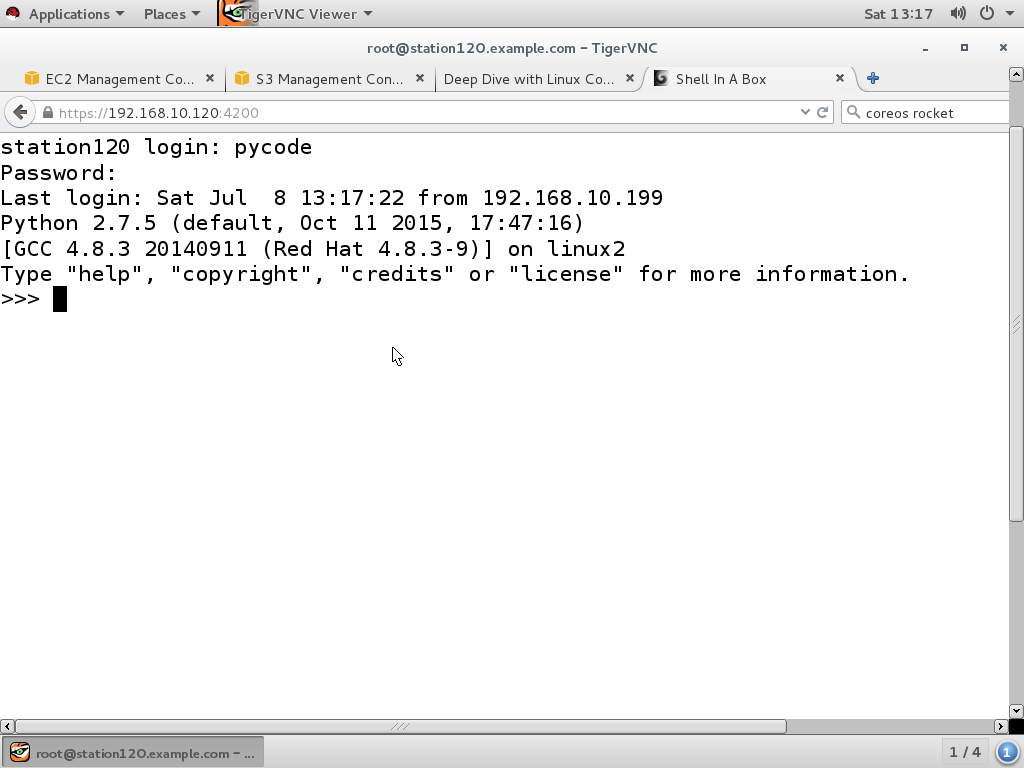 Applications Places TigerVNC Viewer Sat 13:17
root@station120.example.com - TigerVNC
EC2 Management Co... S3 Management Con... Deep Dive with Linux Co... Shell In A Box
https://192.168.10.120:4200 coreos rocket
station120 login: pycode
Password:
Last login: Sat Jul  8 13:17:22 from 192.168.10.199
Python 2.7.5 (default, Oct 11 2015, 17:47:16)
[GCC 4.8.3 20140911 (Red Hat 4.8.3-9)] on linux2
Type "help", "copyright", "credits" or "license" for more information.
>>>
root@station120.example.com - ... 1 / 4 1